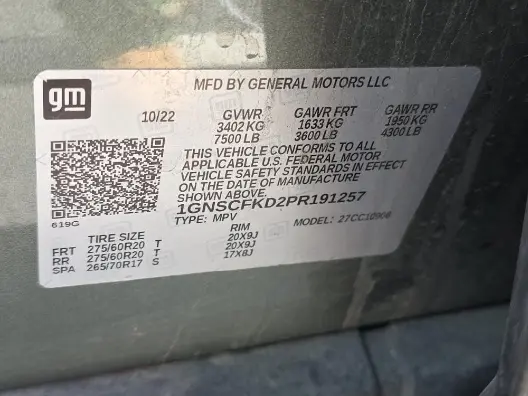 gm
MFD BY GENERAL MOTORS LLC
10/22 GVWR GAWR FRT GAWR RR
3402 KG 1633 KG 1950 KG
7500 LB 3600 LB 4300 LB
THIS VEHICLE CONFORMS TO ALL
APPLICABLE U.S. FEDERAL MOTOR
VEHICLE SAFETY STANDARDS IN EFFECT
ON THE DATE OF MANUFACTURE
SHOWN ABOVE.
1GNSCFKD2PR191257
619G
TYPE: MPV MODEL:
TIRE SIZE RIM
FRT 275/60R20 T 20X9J
RR 275/60R20 T 20X9J
SPA 265/70R17 S 17X8J